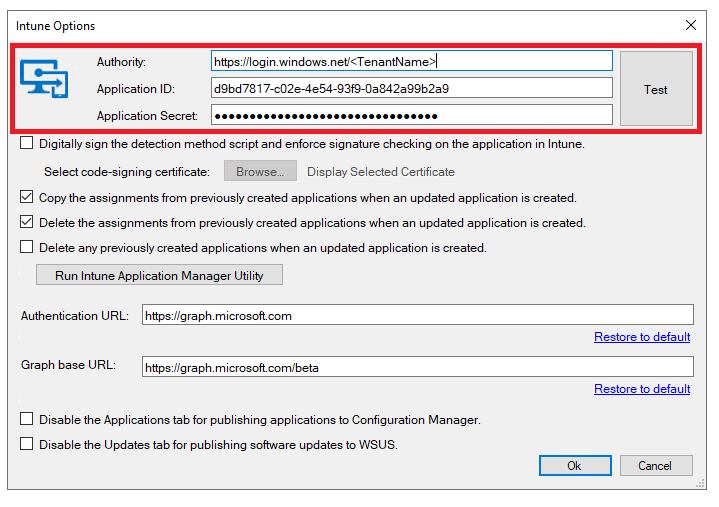 Intune Options
Authority: https://login.windows.net/<TenantName>
Application ID: d9bd7817-c02e-4e54-93f9-0a842a99b2a9
Test
Application Secret: ●●●●●●●●●●●●●●●●●●●●●●●●●●●●●●●●
Digitally sign the detection method script and enforce signature checking on the application in Intune.
Select code-signing certificate: Browse... Display Selected Certificate
Copy the assignments from previously created applications when an updated application is created.
Delete the assignments from previously created applications when an updated application is created.
Delete any previously created applications when an updated application is created.
Run Intune Application Manager Utility
Authentication URL: https://graph.microsoft.com
Restore to default
Graph base URL: https://graph.microsoft.com/beta
Restore to default
Disable the Applications tab for publishing applications to Configuration Manager.
Disable the Updates tab for publishing software updates to WSUS.
Ok Cancel